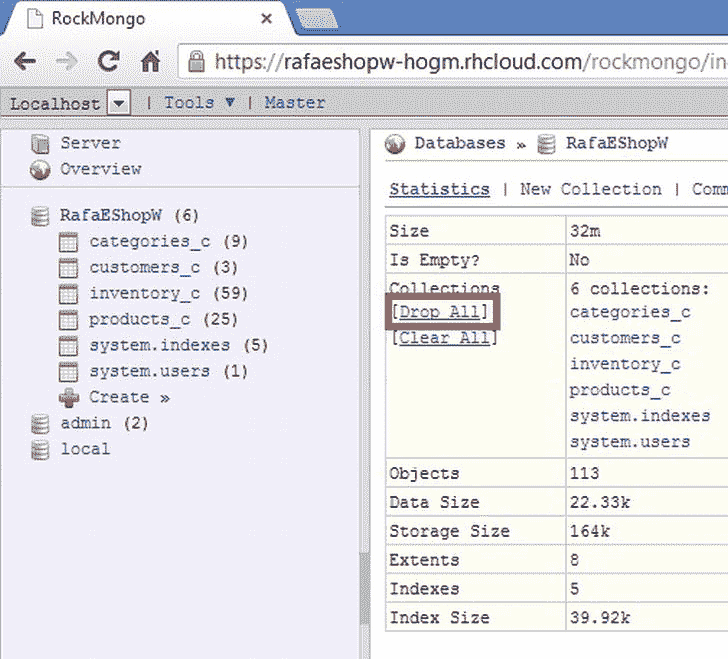 RockMongo
https://rafaeshopw-hogm.rhcloud.com/rockmongo/in
Localhost | Tools ▼ | Master
Server
Overview
RafaEShopW (6)
categories_c (9)
customers_c (3)
inventory_c (59)
products_c (25)
system.indexes (5)
system.users (1)
Create »
admin (2)
local
Databases » RafaEShopW
Statistics | New Collection | Comm
Size 32m
Is Empty? No
Collections 6 collections:
[Drop All] categories_c
[Clear All] customers_c
inventory_c
products_c
system.indexes
system.users
Objects 113
Data Size 22.33k
Storage Size 164k
Extents 8
Indexes 5
Index Size 39.92k